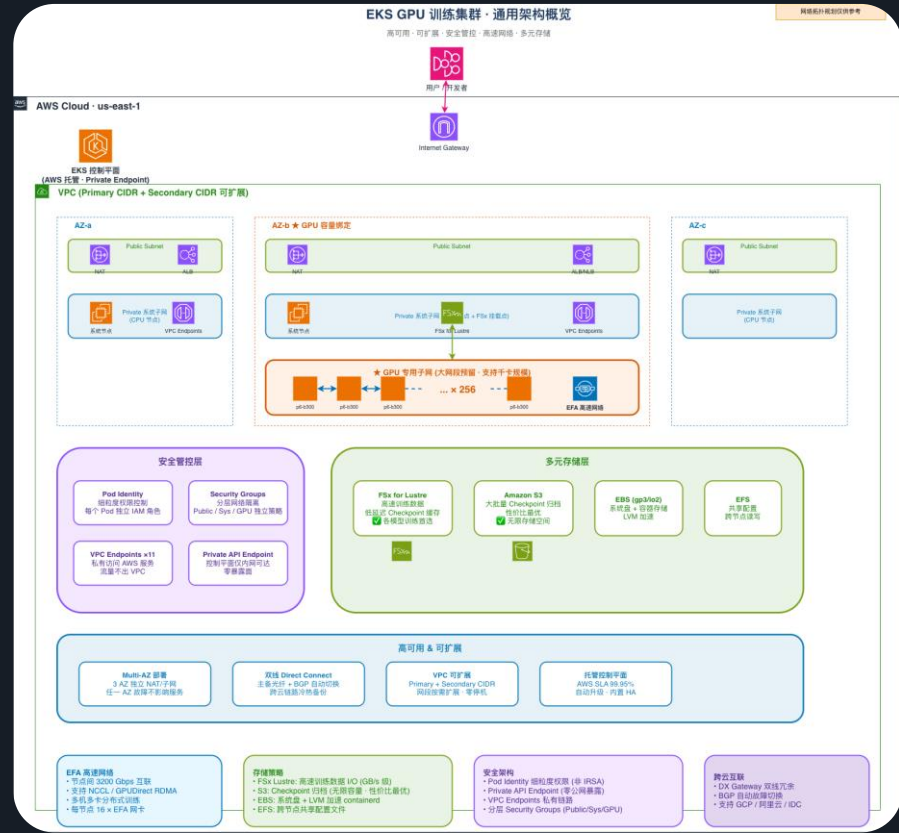 EKS GPU 训练集群 · 通用架构概览
网络拓扑规划仅供参考
高可用 · 可扩展 · 安全管控 · 高速网络 · 多元存储
用户 / 开发者
aws
AWS Cloud · us-east-1
Internet Gateway
EKS 控制平面
(AWS 托管 · Private Endpoint)
VPC (Primary CIDR + Secondary CIDR 可扩展)
AZ-a
Public Subnet
NAT
ALB
Private 系统子网
(CPU 节点)
系统节点
VPC Endpoints
AZ-b ★ GPU 容量绑定
Public Subnet
NAT
ALB/NLB
Private 系统子网
点 + FSx 挂载点)
系统节点
FSx for Lustre
VPC Endpoints
★ GPU 专用子网 (大网段预留 · 支持千卡规模)
... × 256
p6-b300
p6-b300
p6-b300
p6-b300
EFA 高速网络
AZ-c
Public Subnet
NAT
Private 系统子网
(CPU 节点)
安全管控层
Pod Identity
细粒度权限控制
每个 Pod 独立 IAM 角色
Security Groups
分层网络隔离
Public / Sys / GPU 独立策略
VPC Endpoints ×11
私有访问 AWS 服务
流量不出 VPC
Private API Endpoint
控制平面仅内网可达
零暴露面
多元存储层
FSx for Lustre
高速训练数据
低延迟 Checkpoint 缓存
✅ 各模型训练首选
FSx
Amazon S3
大批量 Checkpoint 归档
性价比最优
✅ 无限存储空间
EBS (gp3/io2)
系统盘 + 容器存储
LVM 加速
EFS
共享配置
跨节点读写
高可用 & 可扩展
Multi-AZ 部署
3 AZ 独立 NAT/子网
任一 AZ 故障不影响服务
双线 Direct Connect
主备光纤 + BGP 自动切换
跨云链路冷热备份
VPC 可扩展
Primary + Secondary CIDR
网段按需扩展 · 零停机
托管控制平面
AWS SLA 99.95%
自动升级 · 内置 HA
EFA 高速网络
• 节点间 3200 Gbps 互联
• 支持 NCCL / GPUDirect RDMA
• 多机多卡分布式训练
• 每节点 16 × EFA 网卡
存储策略
• FSx Lustre: 高速训练数据 I/O (GB/s 级)
• S3: Checkpoint 归档 (无限容量 · 性价比最优)
• EBS: 系统盘 + LVM 加速 containerd
• EFS: 跨节点共享配置文件
安全架构
• Pod Identity 细粒度权限 (非 IRSA)
• Private API Endpoint (零公网暴露)
• VPC Endpoints 私有链路
• 分层 Security Groups (Public/Sys/GPU)
跨云互联
• DX Gateway 双线冗余
• BGP 自动故障切换
• 支持 GCP / 阿里云 / IDC